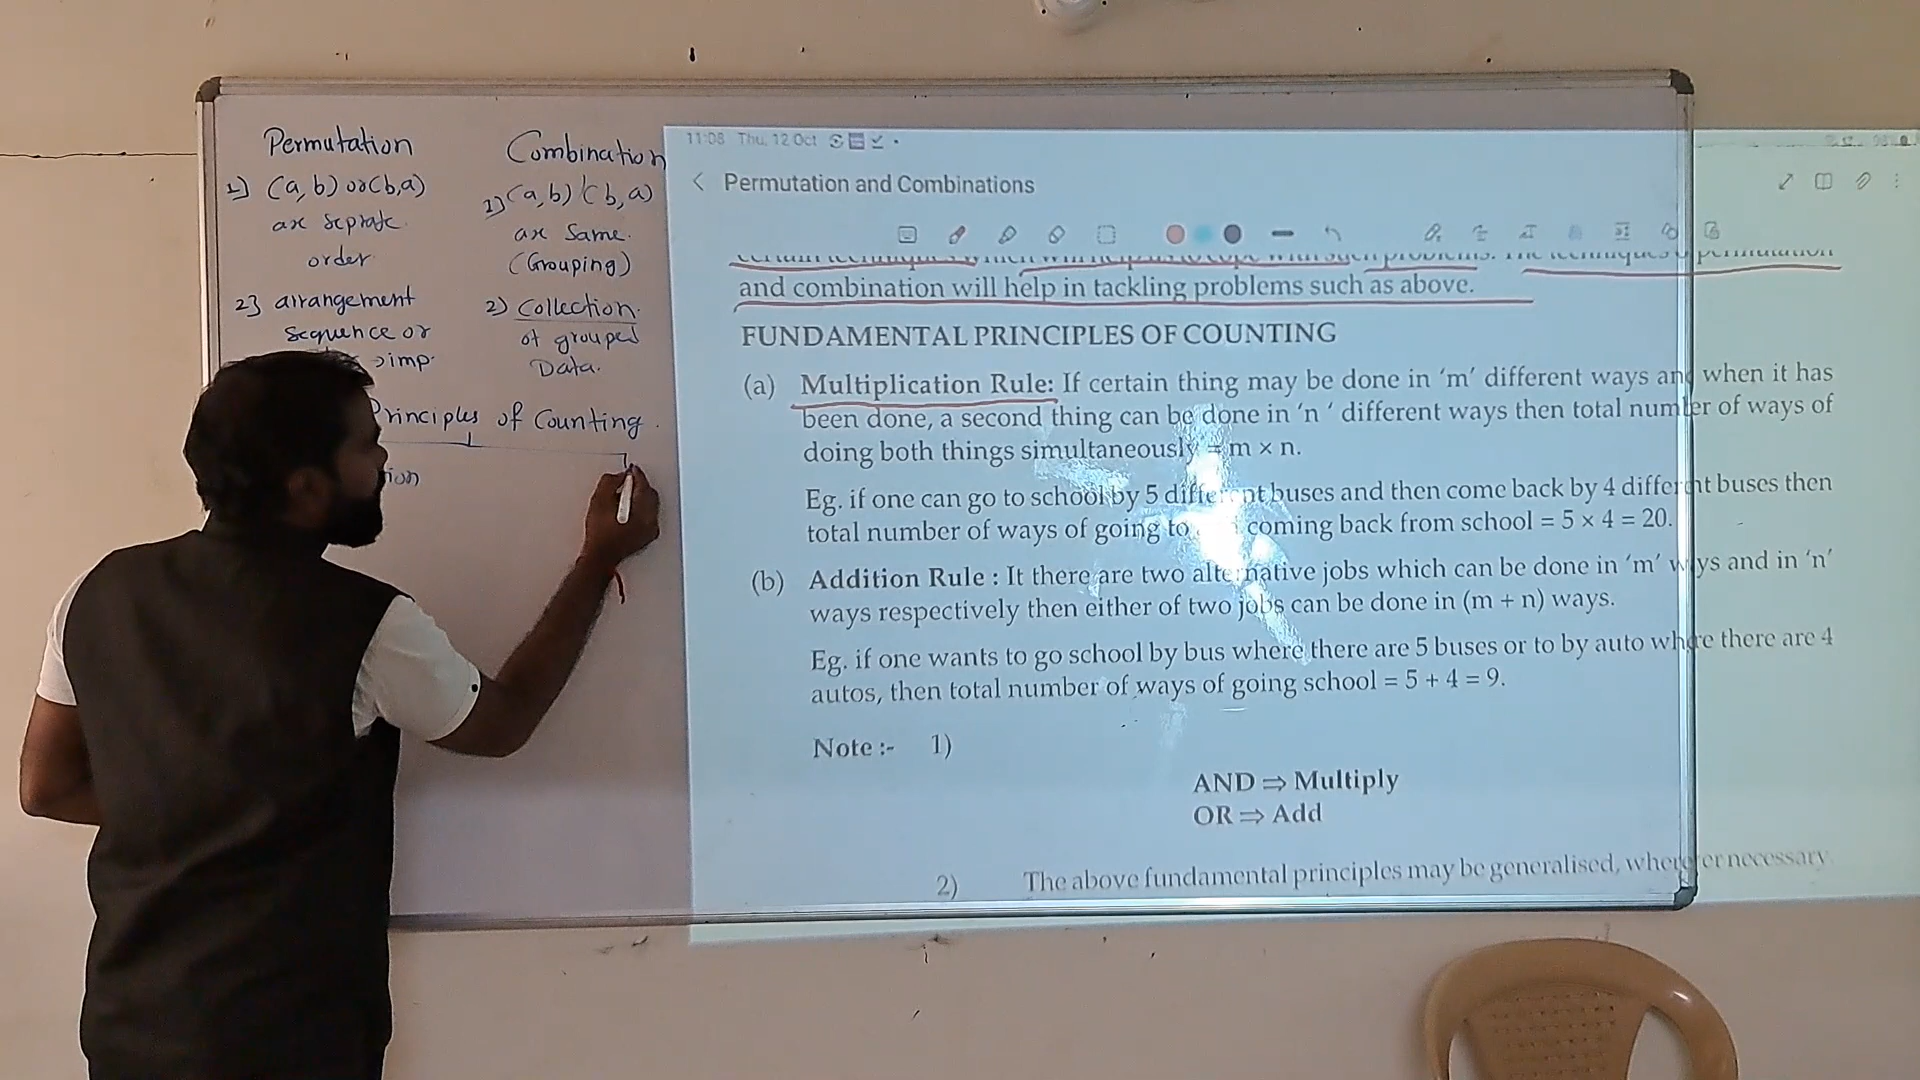 Permutation
1) (a, b) or (b, a)
are seprate
order
2) arrangement
sequence or
imp.
Combination
1) (a, b) (b, a)
are Same.
(Grouping)
2) Collection.
of grouped
Data.
Principles of Counting.
11:08 Thu, 12 Oct
< Permutation and Combinations
and combination will help in tackling problems such as above.
FUNDAMENTAL PRINCIPLES OF COUNTING
(a) Multiplication Rule: If certain thing may be done in ‘m’ different ways and when it has
been done, a second thing can be done in ‘n ’ different ways then total number of ways of
doing both things simultaneously = m × n.
Eg. if one can go to school by 5 different buses and then come back by 4 different buses then
total number of ways of going to coming back from school = 5 × 4 = 20.
(b) Addition Rule : It there are two alternative jobs which can be done in ‘m’ ways and in ‘n’
ways respectively then either of two jobs can be done in (m + n) ways.
Eg. if one wants to go school by bus where there are 5 buses or to by auto where there are 4
autos, then total number of ways of going school = 5 + 4 = 9.
Note :- 1)
AND ⇒ Multiply
OR ⇒ Add
2) The above fundamental principles may be generalised, wherever necessary.